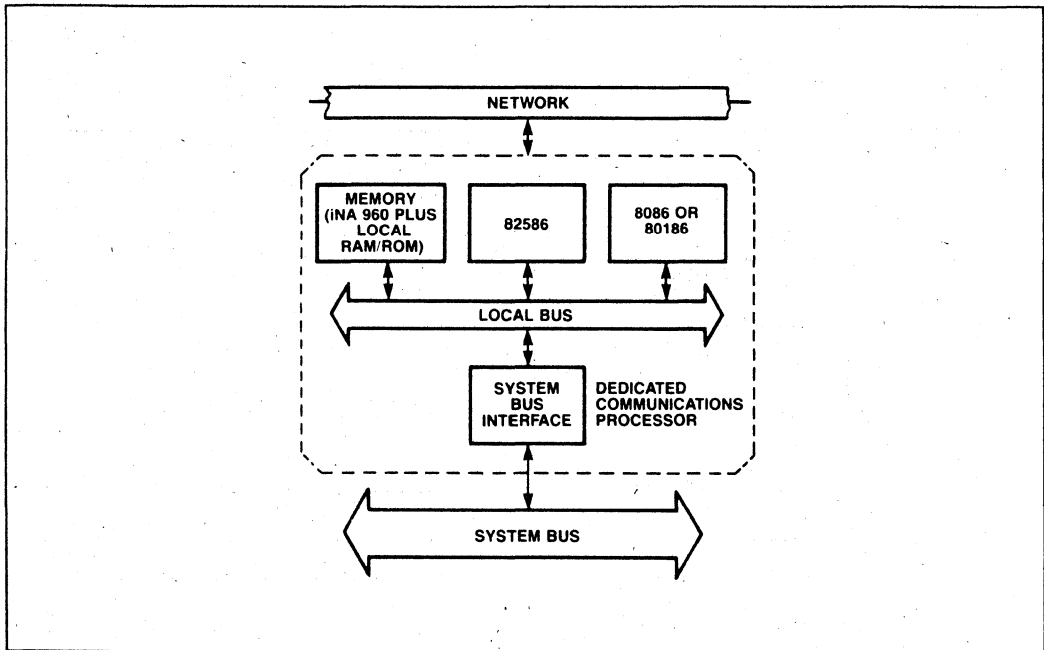 NETWORK
MEMORY
(iNA 960 PLUS
LOCAL
RAM/ROM)
82586
8086 OR
80186
LOCAL BUS
SYSTEM
BUS
INTERFACE
DEDICATED
COMMUNICATIONS
PROCESSOR
SYSTEM BUS